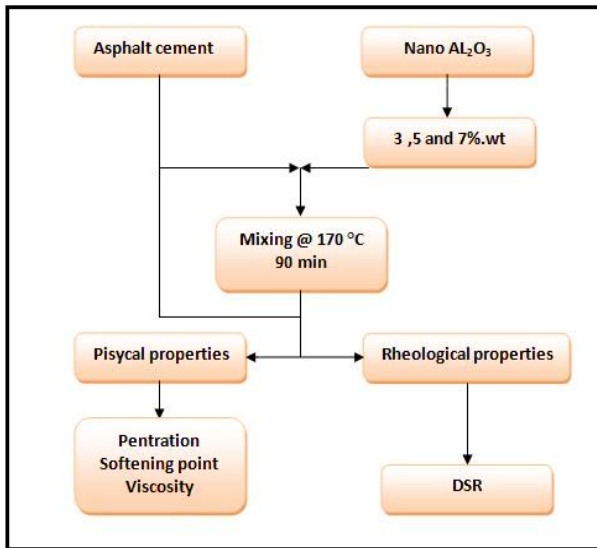 Asphalt cement
Nano AL₂O₃
3 ,5 and 7%.wt
Mixing @ 170 °C
90 min
Pisycal properties
Rheological properties
Pentration
Softening point
Viscosity
DSR